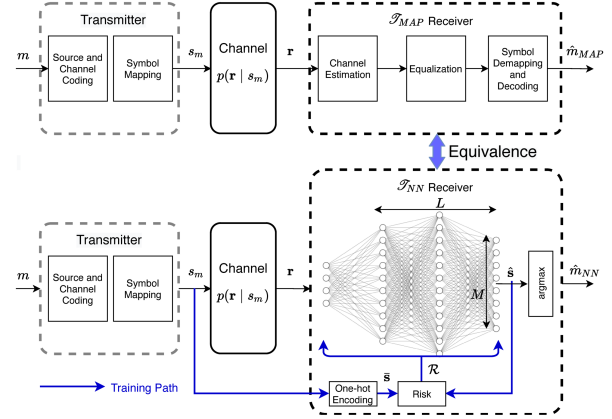 Transmitter
𝒯_MAP Receiver
m
Source and
Channel
Coding
Symbol
Mapping
s_m
Channel
p(r | s_m)
r
Channel
Estimation
Equalization
Symbol
Demapping
and
Decoding
m̂_MAP
Equivalence
𝒯_NN Receiver
Transmitter
m
Source and
Channel
Coding
Symbol
Mapping
s_m
Channel
p(r | s_m)
r
L
M
ŝ
argmax
m̂_NN
Training Path
One-hot
Encoding
s̄
Risk
ℛ